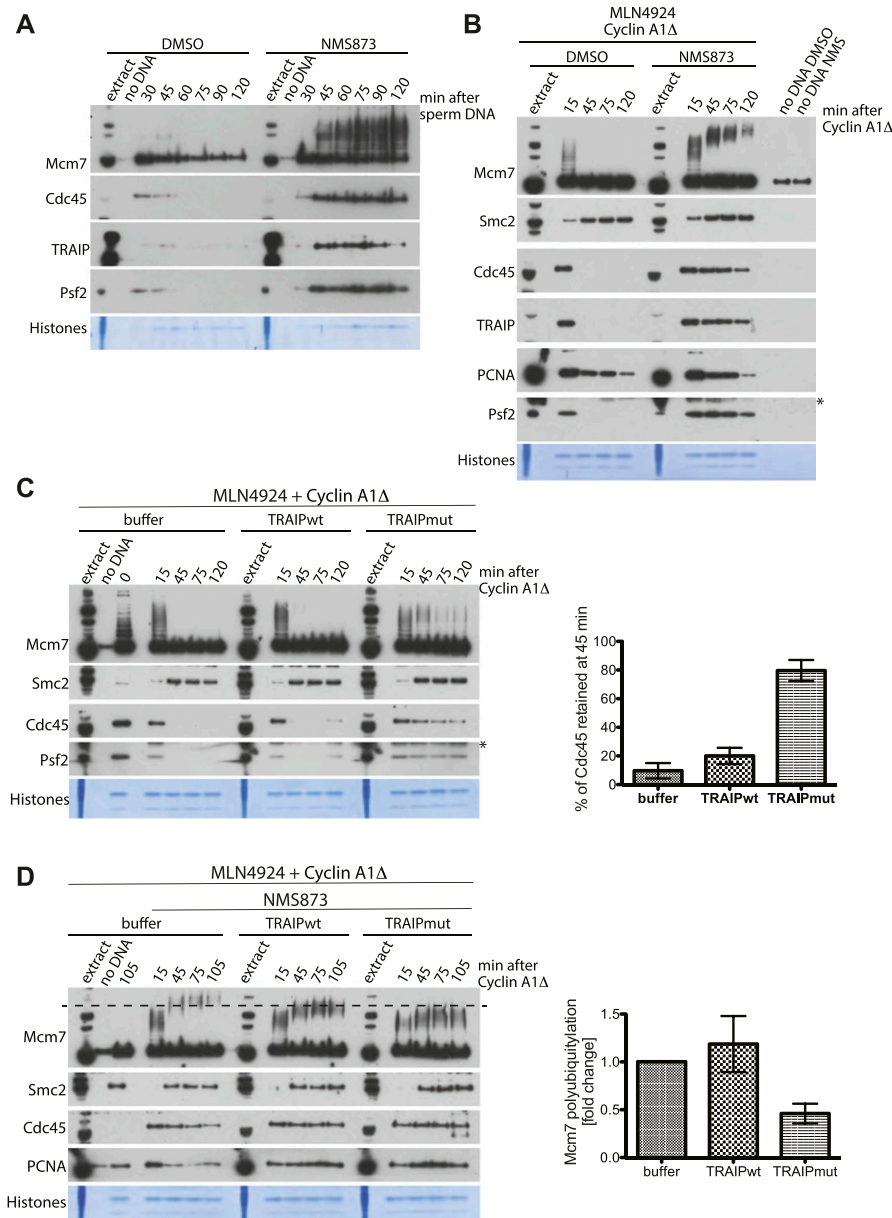 A
DMSO NMS873
extract no DNA 30 45 60 75 90 120 extract no DNA 30 45 60 75 90 120 min after sperm DNA
Mcm7
Cdc45
TRAIP
Psf2
Histones
B
MLN4924
Cyclin A1Δ
DMSO NMS873
extract 15 45 75 120 extract 15 45 75 120 no DNA DMSO no DNA NMS min after Cyclin A1Δ
Mcm7
Smc2
Cdc45
TRAIP
PCNA
*
Psf2
Histones
C
MLN4924 + Cyclin A1Δ
buffer TRAIPwt TRAIPmut
extract no DNA 0 15 45 75 120 extract 15 45 75 120 extract 15 45 75 120 min after Cyclin A1Δ
Mcm7
Smc2
Cdc45
*
Psf2
Histones
% of Cdc45 retained at 45 min
100
80
60
40
20
0
buffer TRAIPwt TRAIPmut
D
MLN4924 + Cyclin A1Δ
NMS873
buffer TRAIPwt TRAIPmut
extract no DNA 105 15 45 75 105 extract 15 45 75 105 extract 15 45 75 105 min after Cyclin A1Δ
Mcm7
Smc2
Cdc45
PCNA
Histones
Mcm7 polyubiquitylation
[fold change]
1.5
1.0
0.5
0.0
buffer TRAIPwt TRAIPmut